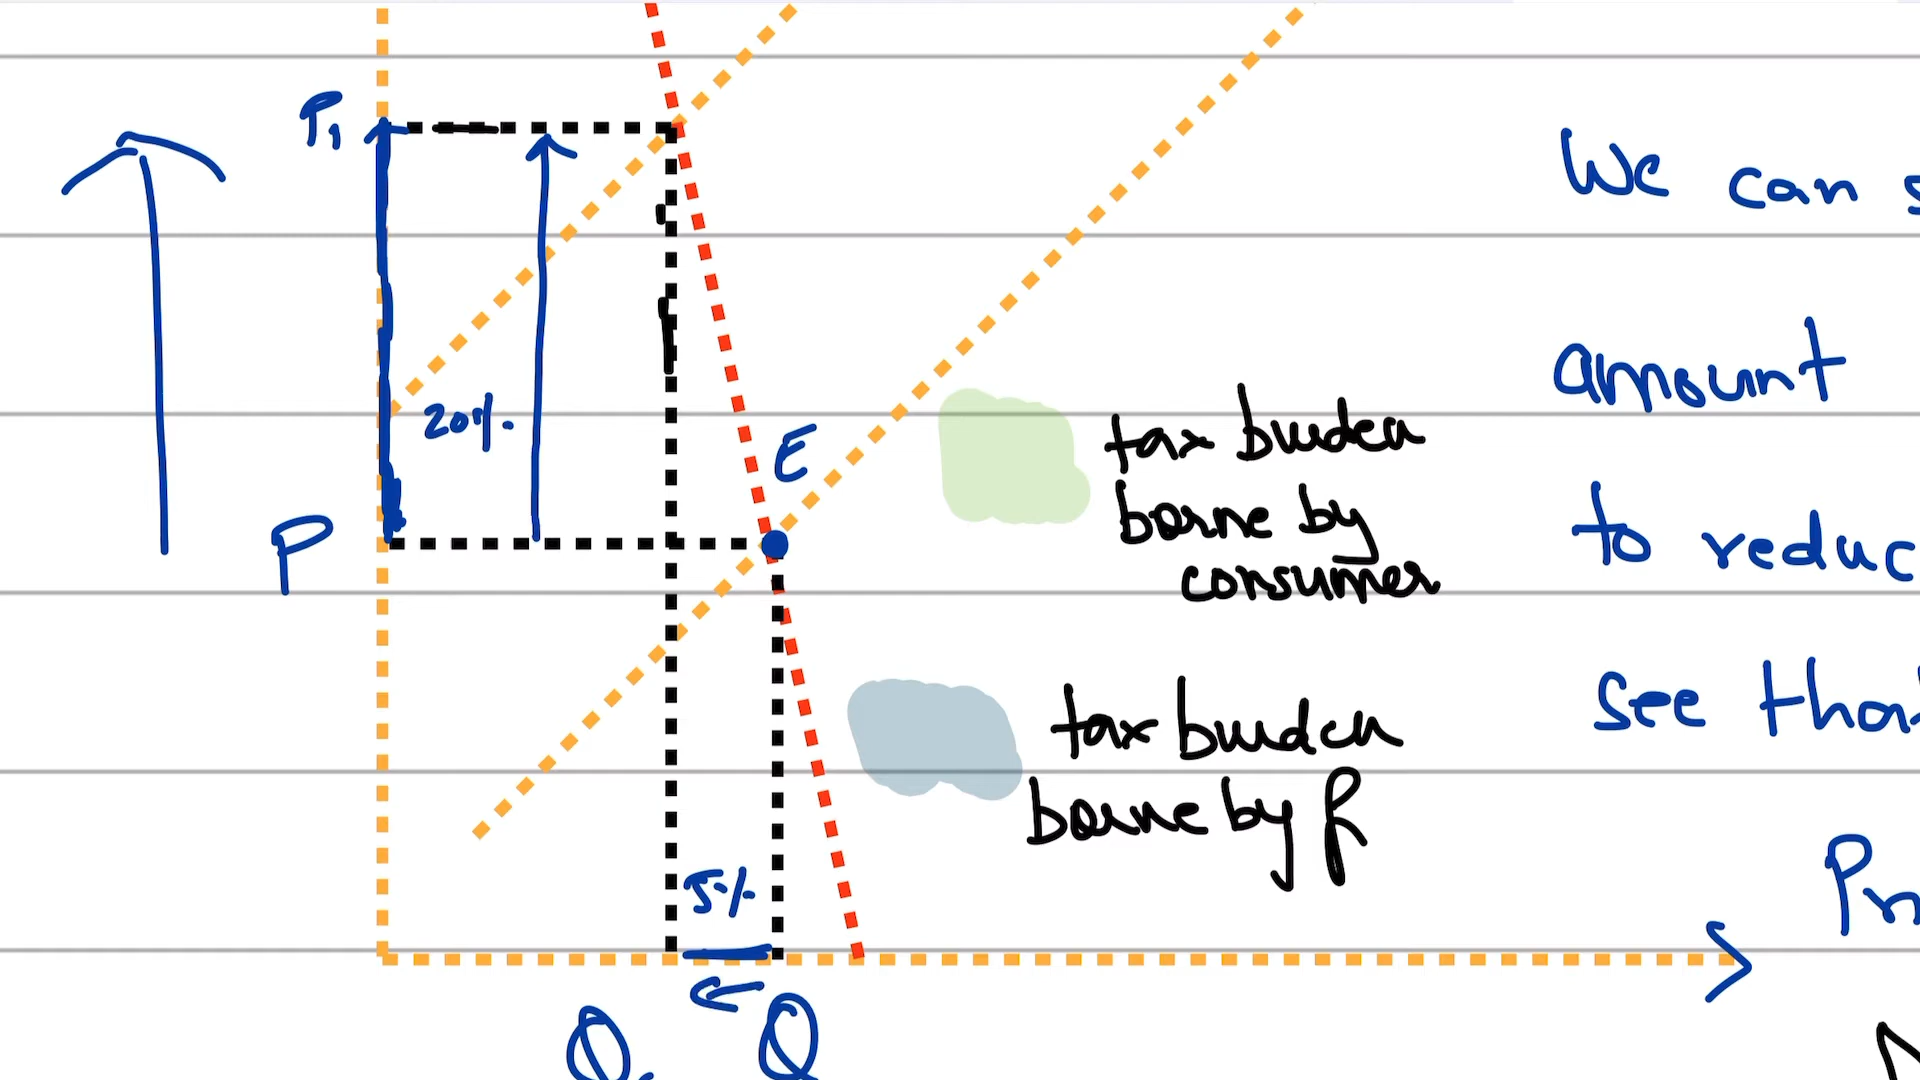 P1
We can s
20%.
amount
E
tax burden
borne by
consumer
P
to reduc
see tha
tax burden
borne by f
5%
Pr
Q